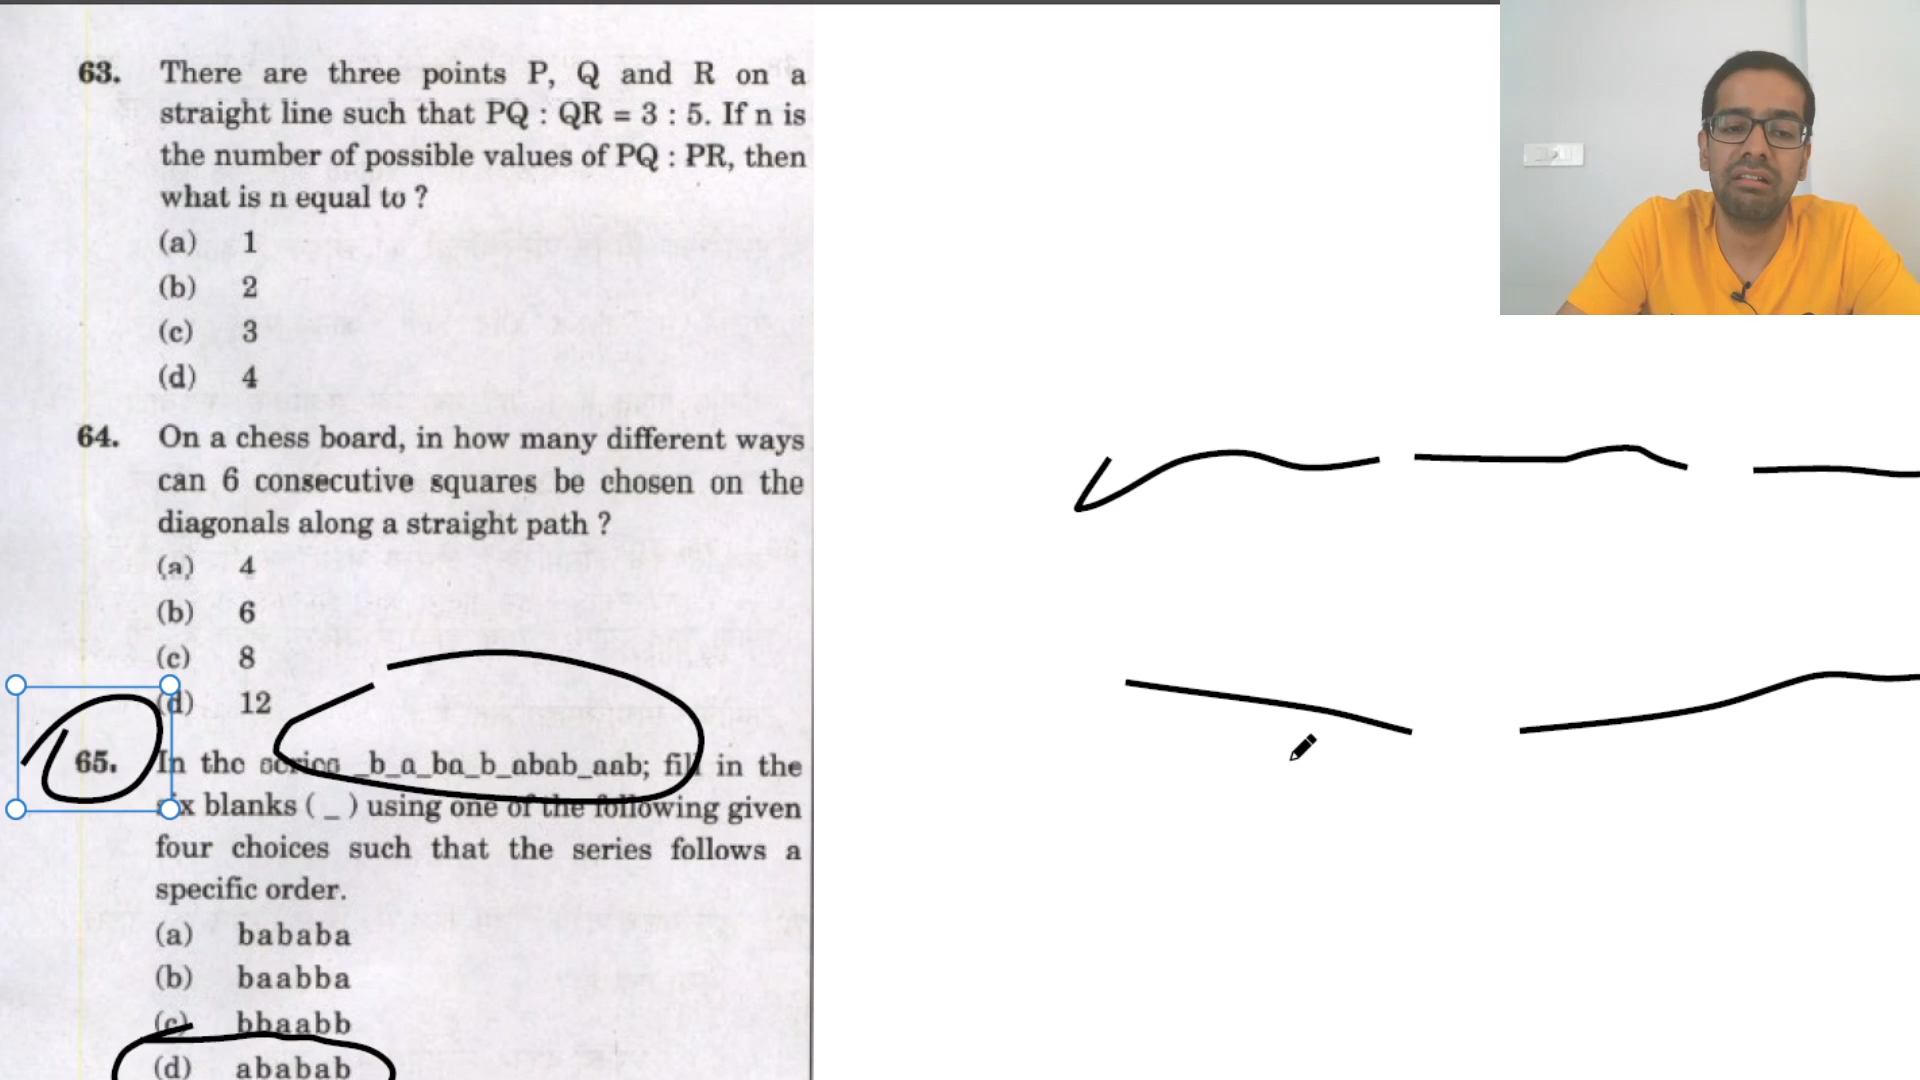 63. There are three points P, Q and R on a
straight line such that PQ : QR = 3 : 5. If n is
the number of possible values of PQ : PR, then
what is n equal to ?
(a) 1
(b) 2
(c) 3
(d) 4
64. On a chess board, in how many different ways
can 6 consecutive squares be chosen on the
diagonals along a straight path ?
(a) 4
(b) 6
(c) 8
(d) 12
65. In the series _b_a_ba_b_abab_aab; fill in the
six blanks ( _ ) using one of the following given
four choices such that the series follows a
specific order.
(a) bababa
(b) baabba
(c) bbaabb
(d) ababab